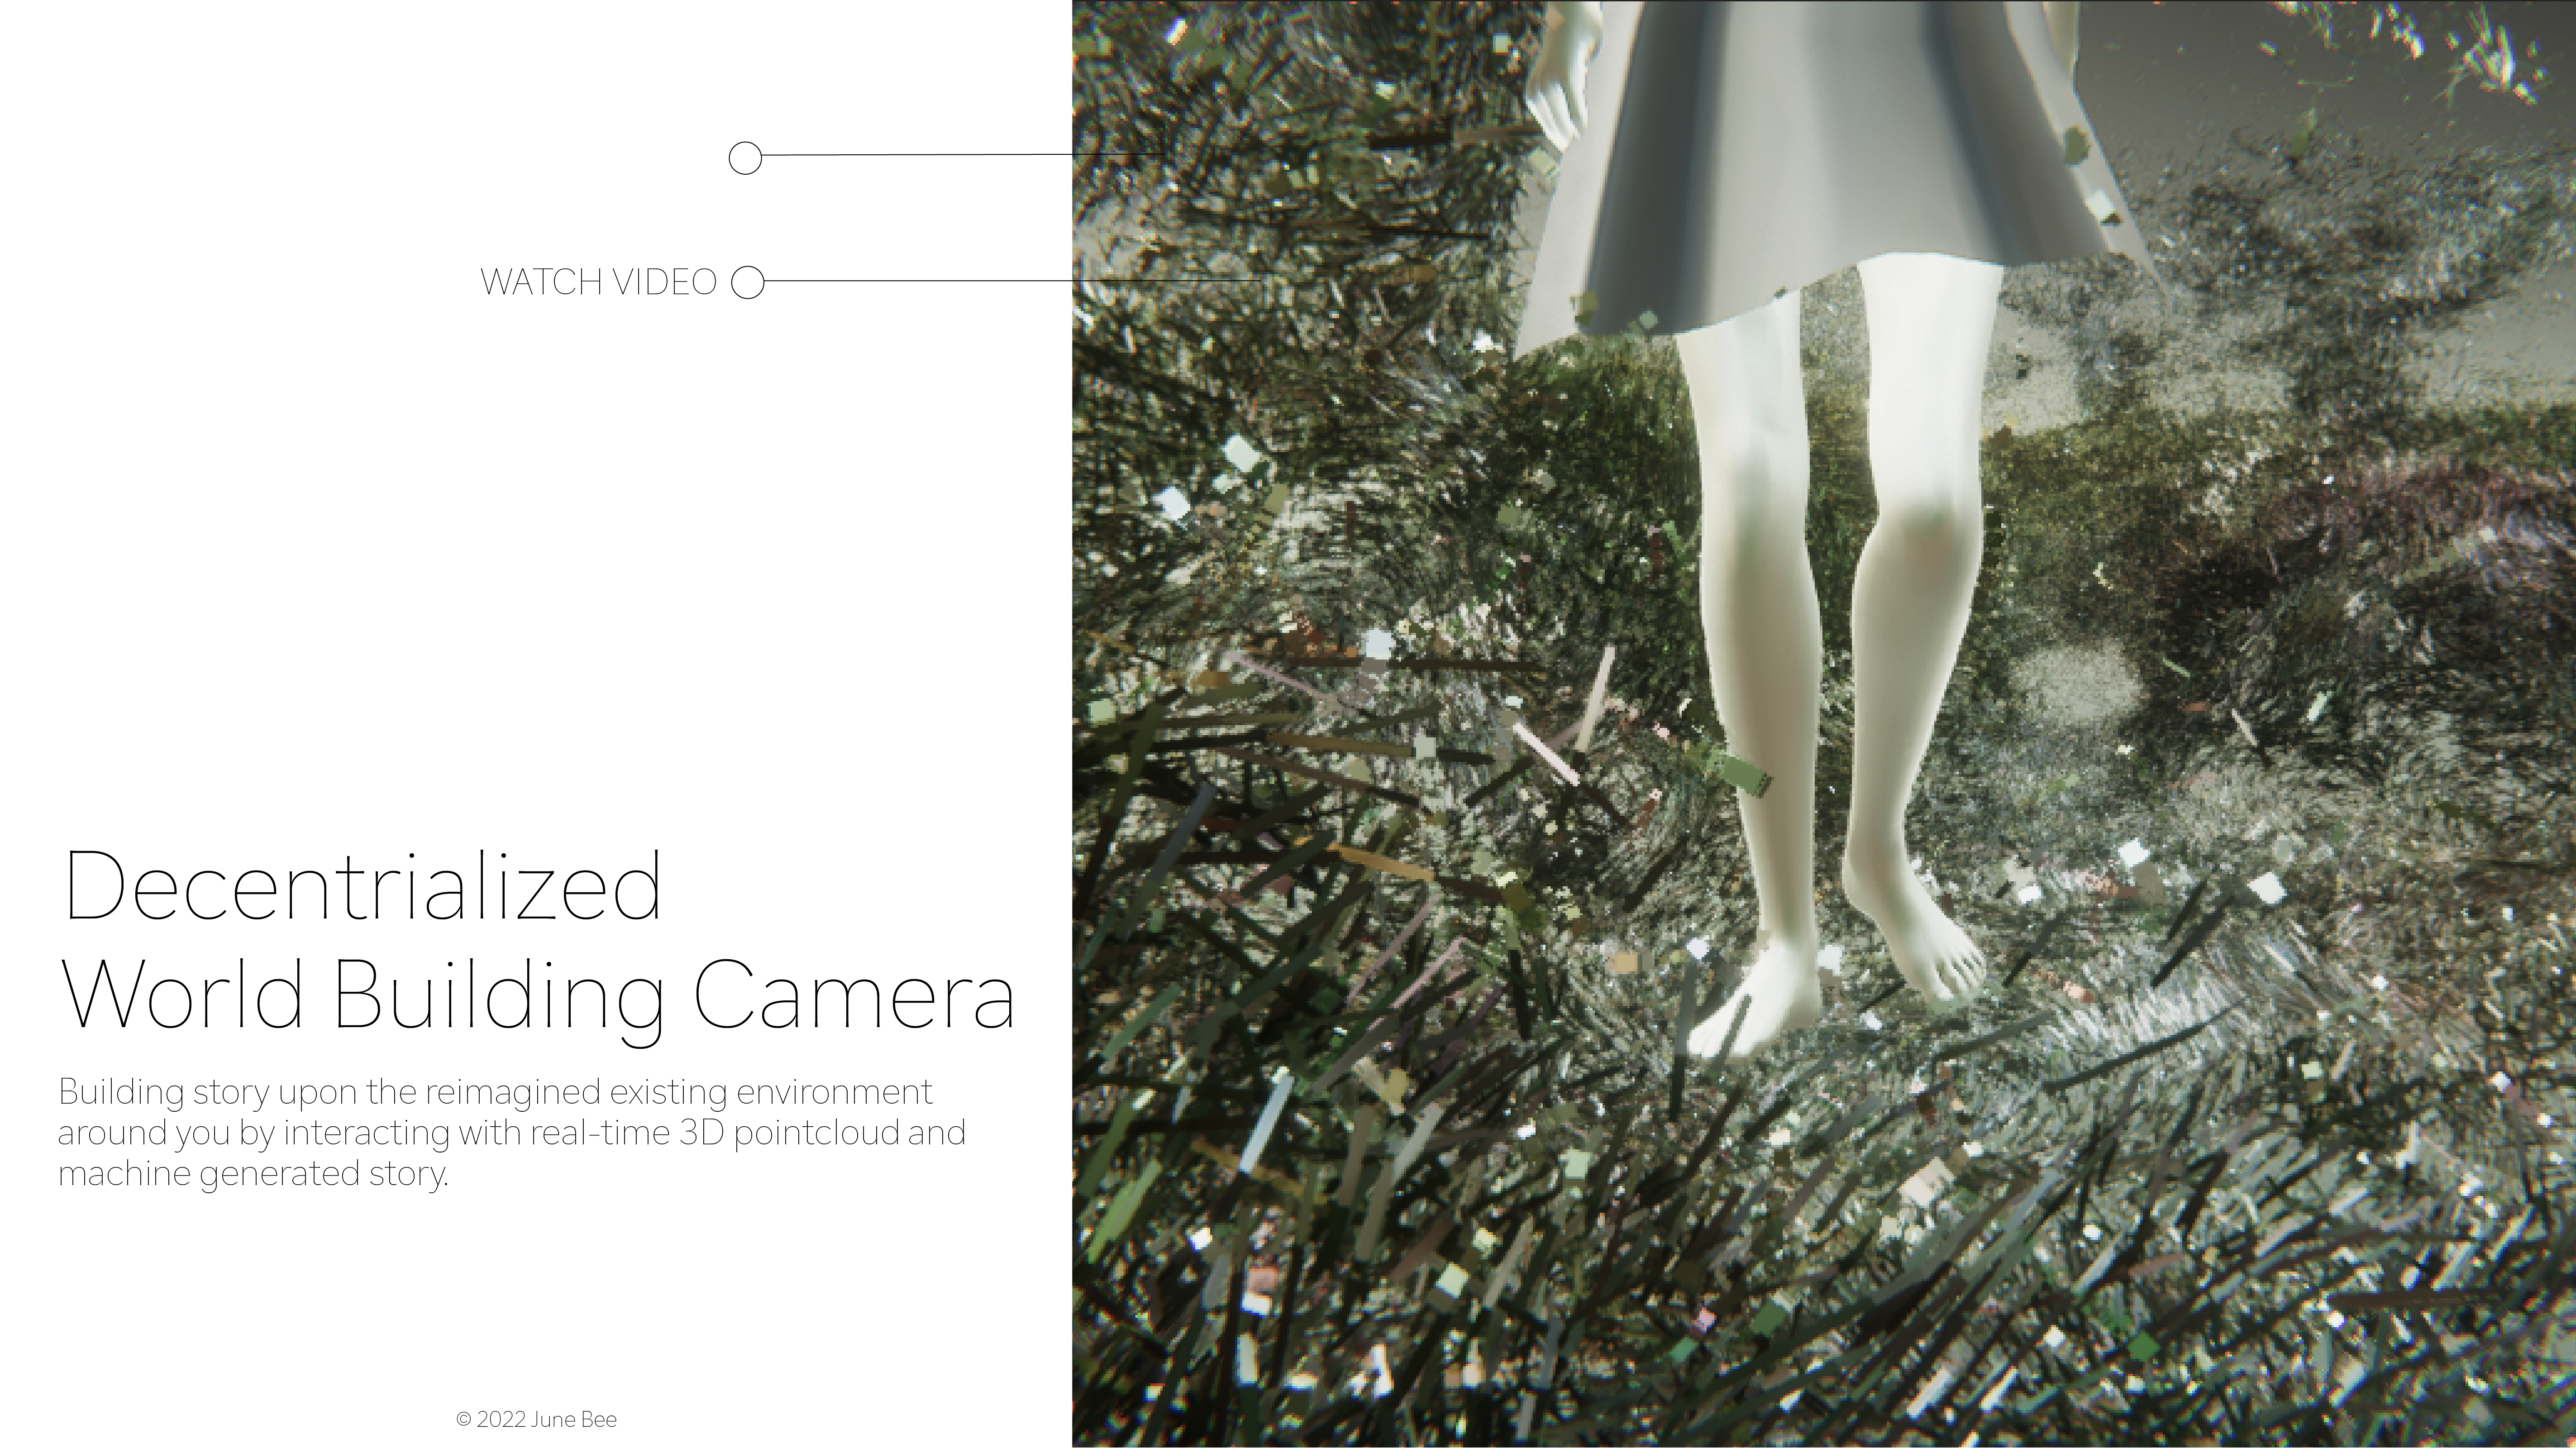 WATCH VIDEO
Decentrialized
World Building Camera
Building story upon the reimagined existing environment
around you by interacting with real-time 3D pointcloud and
machine generated story.
© 2022 June Bee